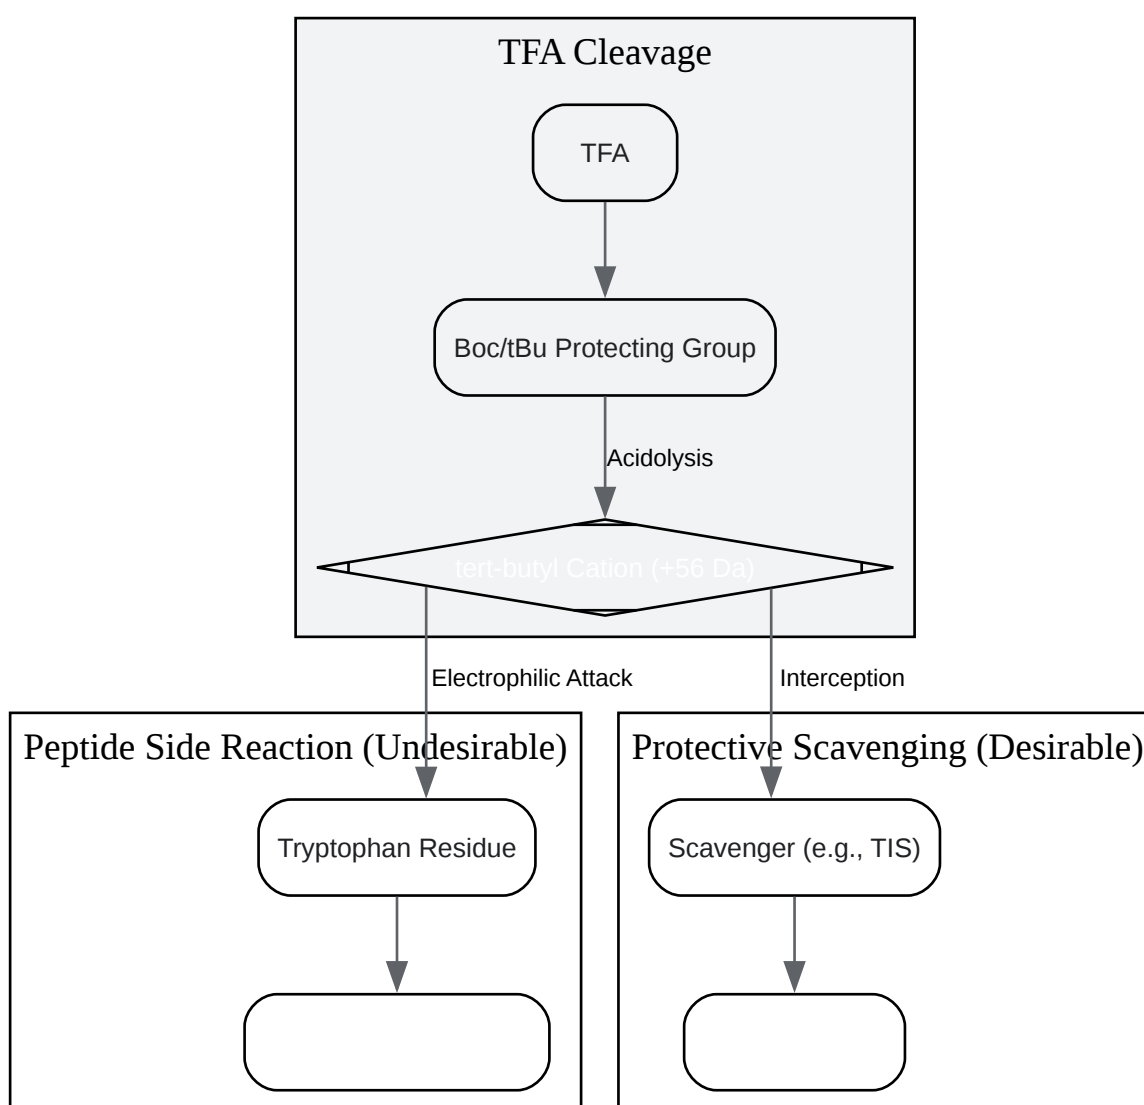 TFA Cleavage
TFA
Boc/tBu Protecting Group
Acidolysis
tert-butyl Cation (+56 Da)
Electrophilic Attack
Interception
Peptide Side Reaction (Undesirable)
Protective Scavenging (Desirable)
Tryptophan Residue
Scavenger (e.g., TIS)